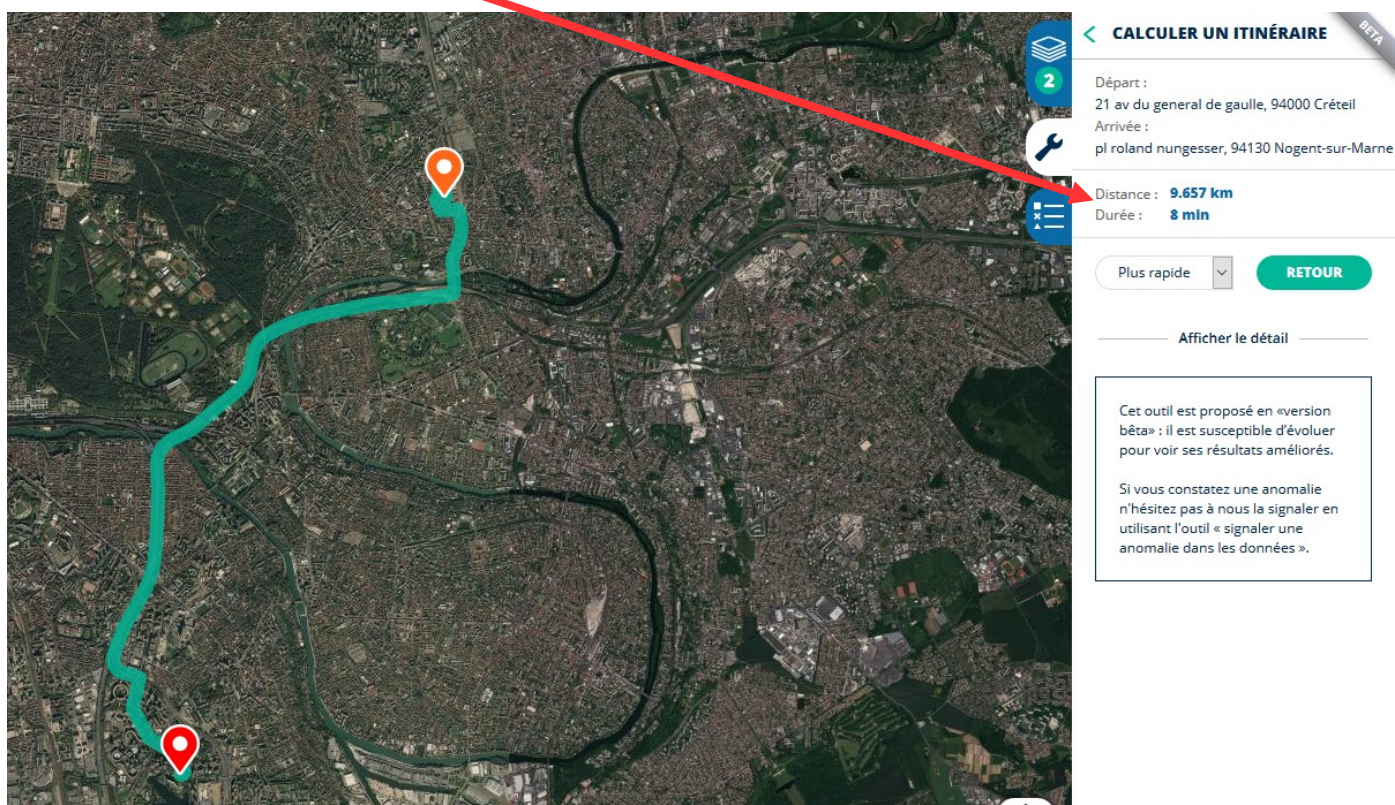 CALCULER UN ITINÉRAIRE
BETA
2
Départ :
21 av du general de gaulle, 94000 Créteil
Arrivée :
pl roland nungesser, 94130 Nogent-sur-Marne
Distance : 9.657 km
Durée : 8 min
Plus rapide
RETOUR
Afficher le détail
Cet outil est proposé en «version
bêta» : il est susceptible d'évoluer
pour voir ses résultats améliorés.
Si vous constatez une anomalie
n'hésitez pas à nous la signaler en
utilisant l'outil « signaler une
anomalie dans les données ».